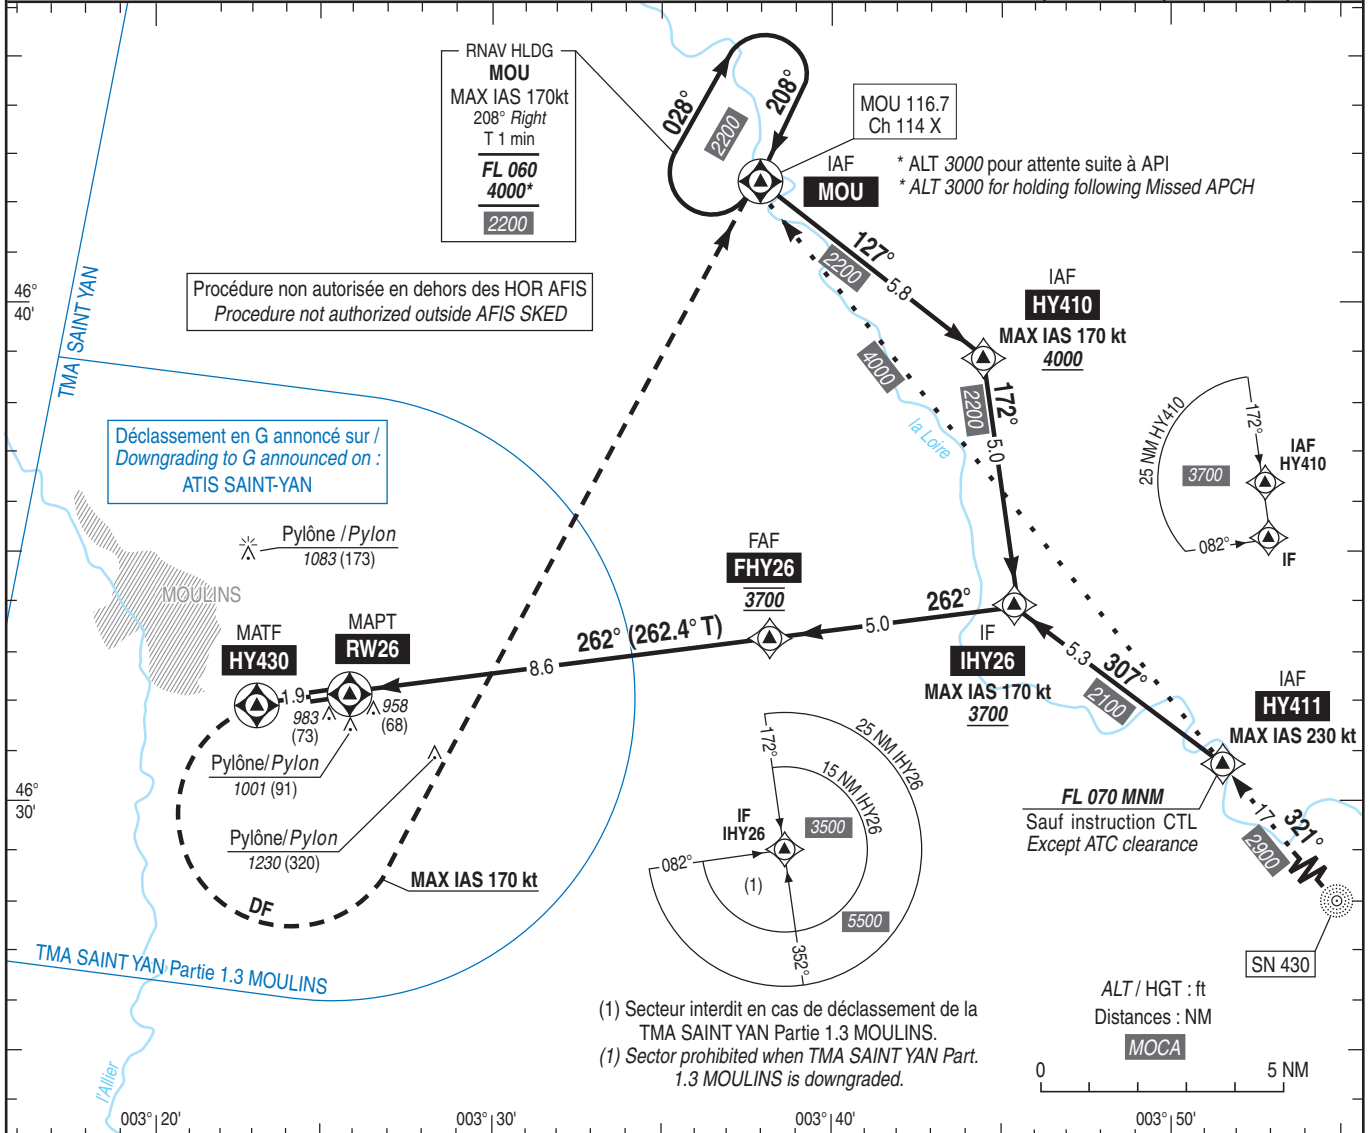 RNAV HLDG
MOU
MAX IAS 170kt
208° Right
T 1 min
FL 060
4000*
2200
028°
208°
2200
MOU 116.7
Ch 114 X
IAF
MOU
* ALT 3000 pour attente suite à API
* ALT 3000 for holding following Missed APCH
127°
2200
5.8
IAF
HY410
MAX IAS 170 kt
4000
Procédure non autorisée en dehors des HOR AFIS
Procedure not authorized outside AFIS SKED
46°
40'
TMA SAINT YAN
4000
172°
2200
5.0
la Loire
25 NM HY410
172°
3700
IAF
HY410
082°
IF
Déclassement en G annoncé sur /
Downgrading to G announced on :
ATIS SAINT-YAN
Pylône / Pylon
1083 (173)
MOULINS
FAF
FHY26
3700
262°
5.0
262° (262.4° T)
8.6
MATF
HY430
MAPT
RW26
1.9
983
(73)
958
(68)
IF
IHY26
MAX IAS 170 kt
3700
5.3
307°
2100
IAF
HY411
MAX IAS 230 kt
Pylône/Pylon
1001 (91)
Pylône/Pylon
1230 (320)
46°
30'
MAX IAS 170 kt
DF
172°
25 NM IHY26
15 NM IHY26
IF
IHY26
3500
082°
(1)
5500
352°
FL 070 MNM
Sauf instruction CTL
Except ATC clearance
17
321°
2900
SN 430
TMA SAINT YAN Partie 1.3 MOULINS
(1) Secteur interdit en cas de déclassement de la
TMA SAINT YAN Partie 1.3 MOULINS.
(1) Sector prohibited when TMA SAINT YAN Part.
1.3 MOULINS is downgraded.
ALT / HGT : ft
Distances : NM
MOCA
0
5 NM
l'Allier
003° 20'
003° 30'
003° 40'
003° 50'